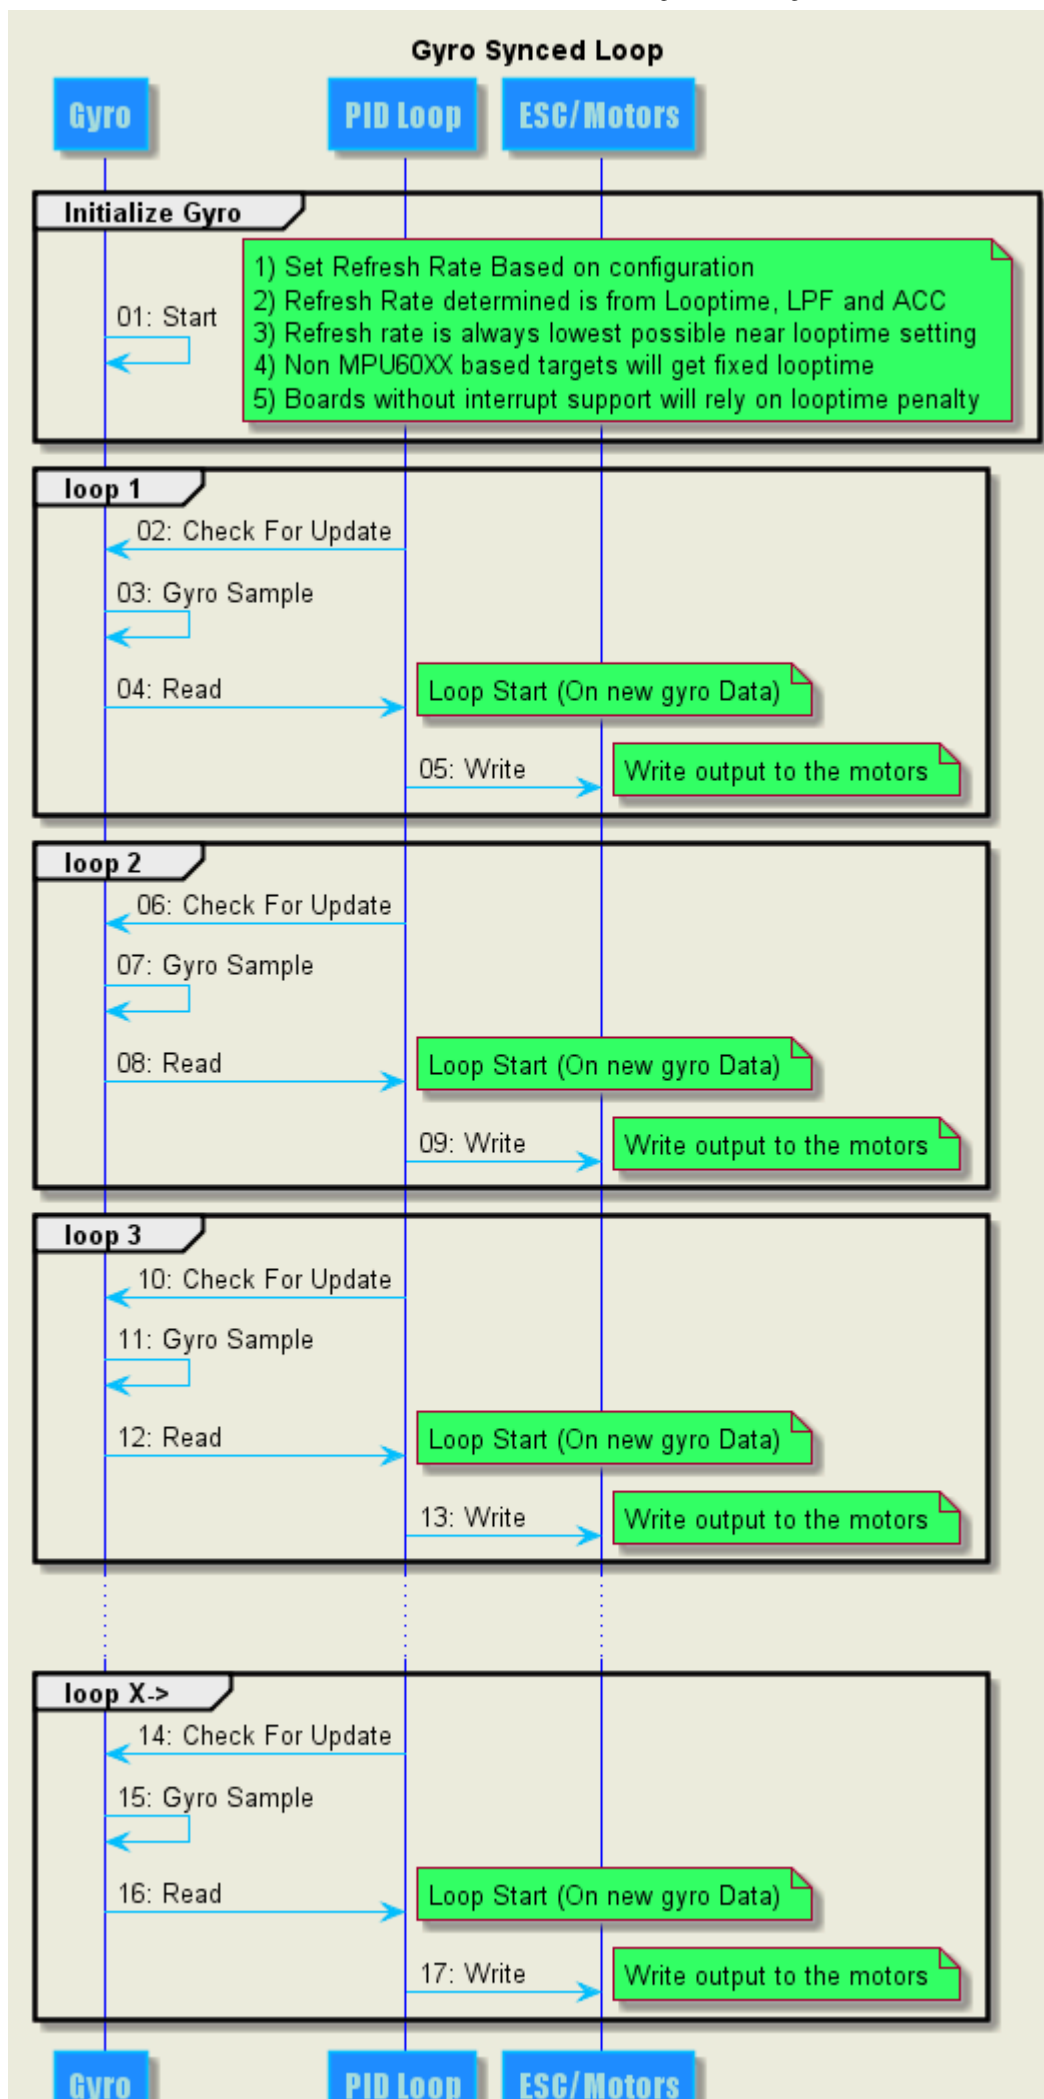 Gyro Synced Loop
Gyro
PID Loop
ESC/Motors
Initialize Gyro
01: Start
1) Set Refresh Rate Based on configuration
2) Refresh Rate determined is from Looptime, LPF and ACC
3) Refresh rate is always lowest possible near looptime setting
4) Non MPU60XX based targets will get fixed looptime
5) Boards without interrupt support will rely on looptime penalty
loop 1
02: Check For Update
03: Gyro Sample
04: Read
Loop Start (On new gyro Data)
05: Write
Write output to the motors
loop 2
06: Check For Update
07: Gyro Sample
08: Read
Loop Start (On new gyro Data)
09: Write
Write output to the motors
loop 3
10: Check For Update
11: Gyro Sample
12: Read
Loop Start (On new gyro Data)
13: Write
Write output to the motors
loop X->
14: Check For Update
15: Gyro Sample
16: Read
Loop Start (On new gyro Data)
17: Write
Write output to the motors
Gyro
PID Loop
ESC/Motors